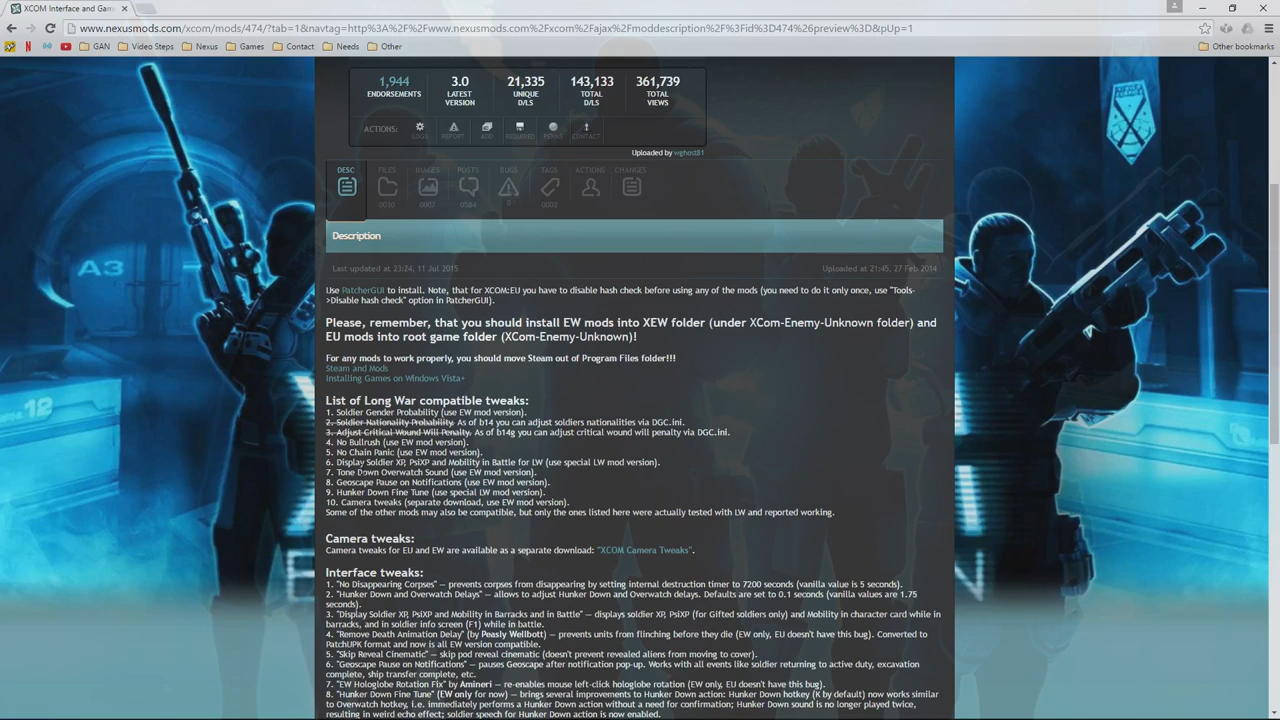 XCOM Interface and Game
www.nexusmods.com/xcom/mods/474/?tab=1&navtag=http%3A%2F%2Fwww.nexusmods.com%2Fxcom%2Fajax%2Fmoddescription%2F%3Fid%3D474%26preview%3D&pUp=1
GAN Video Steps Nexus Games Contact Needs Other Other bookmarks
1,944 3.0 21,335 143,133 361,739
ENDORSEMENTS LATEST VERSION UNIQUE D/LS TOTAL D/LS TOTAL VIEWS
ACTIONS: LOGS REPORT ADD REQUIRED PERMS CONTACT
Uploaded by wghost81
DESC FILES IMAGES POSTS BUGS TAGS ACTIONS CHANGES
0030 0007 0584 0 0002
Description
Last updated at 23:24, 11 Jul 2015 Uploaded at 21:45, 27 Feb 2014
Use PatcherGUI to install. Note, that for XCOM:EU you have to disable hash check before using any of the mods (you need to do it only once, use "Tools-
>Disable hash check" option in PatcherGUI).
Please, remember, that you should install EW mods into XEW folder (under XCom-Enemy-Unknown folder) and
EU mods into root game folder (XCom-Enemy-Unknown)!
For any mods to work properly, you should move Steam out of Program Files folder!!!
Steam and Mods
Installing Games on Windows Vista+
List of Long War compatible tweaks:
1. Soldier Gender Probability (use EW mod version).
2. Soldier Nationality Probability. As of b14 you can adjust soldiers nationalities via DGC.ini.
3. Adjust Critical Wound Will Penalty. As of b14g you can adjust critical wound will penalty via DGC.ini.
4. No Bullrush (use EW mod version).
5. No Chain Panic (use EW mod version).
6. Display Soldier XP, PsiXP and Mobility in Battle for LW (use special LW mod version).
7. Tone Down Overwatch Sound (use EW mod version).
8. Geoscape Pause on Notifications (use EW mod version).
9. Hunker Down Fine Tune (use special LW mod version).
10. Camera tweaks (separate download, use EW mod version).
Some of the other mods may also be compatible, but only the ones listed here were actually tested with LW and reported working.
Camera tweaks:
Camera tweaks for EU and EW are available as a separate download: "XCOM Camera Tweaks".
Interface tweaks:
1. "No Disappearing Corpses" — prevents corpses from disappearing by setting internal destruction timer to 7200 seconds (vanilla value is 5 seconds).
2. "Hunker Down and Overwatch Delays" — allows to adjust Hunker Down and Overwatch delays. Defaults are set to 0.1 seconds (vanilla values are 1.75
seconds).
3. "Display Soldier XP, PsiXP and Mobility in Barracks and in Battle" — displays soldier XP, PsiXP (for Gifted soldiers only) and Mobility in character card while in
barracks, and in soldier info screen (F1) while in battle.
4. "Remove Death Animation Delay" (by Peasly Wellbott) — prevents units from flinching before they die (EW only, EU doesn't have this bug). Converted to
PatchUPK format and now is all EW version compatible.
5. "Skip Reveal Cinematic" — skip pod reveal cinematic (doesn't prevent revealed aliens from moving to cover).
6. "Geoscape Pause on Notifications" — pauses Geoscape after notification pop-up. Works with all events like soldier returning to active duty, excavation
complete, ship transfer complete, etc.
7. "EW Hologlobe Rotation Fix" by Amineri — re-enables mouse left-click hologlobe rotation (EW only, EU doesn't have this bug).
8. "Hunker Down Fine Tune" (EW only for now) — brings several improvements to Hunker Down action: Hunker Down hotkey (K by default) now works similar
to Overwatch hotkey, i.e. immediately performs a Hunker Down action without a need for confirmation; Hunker Down sound is no longer played twice,
resulting in weird echo effect; soldier speech for Hunker Down action is now enabled.
A3
12